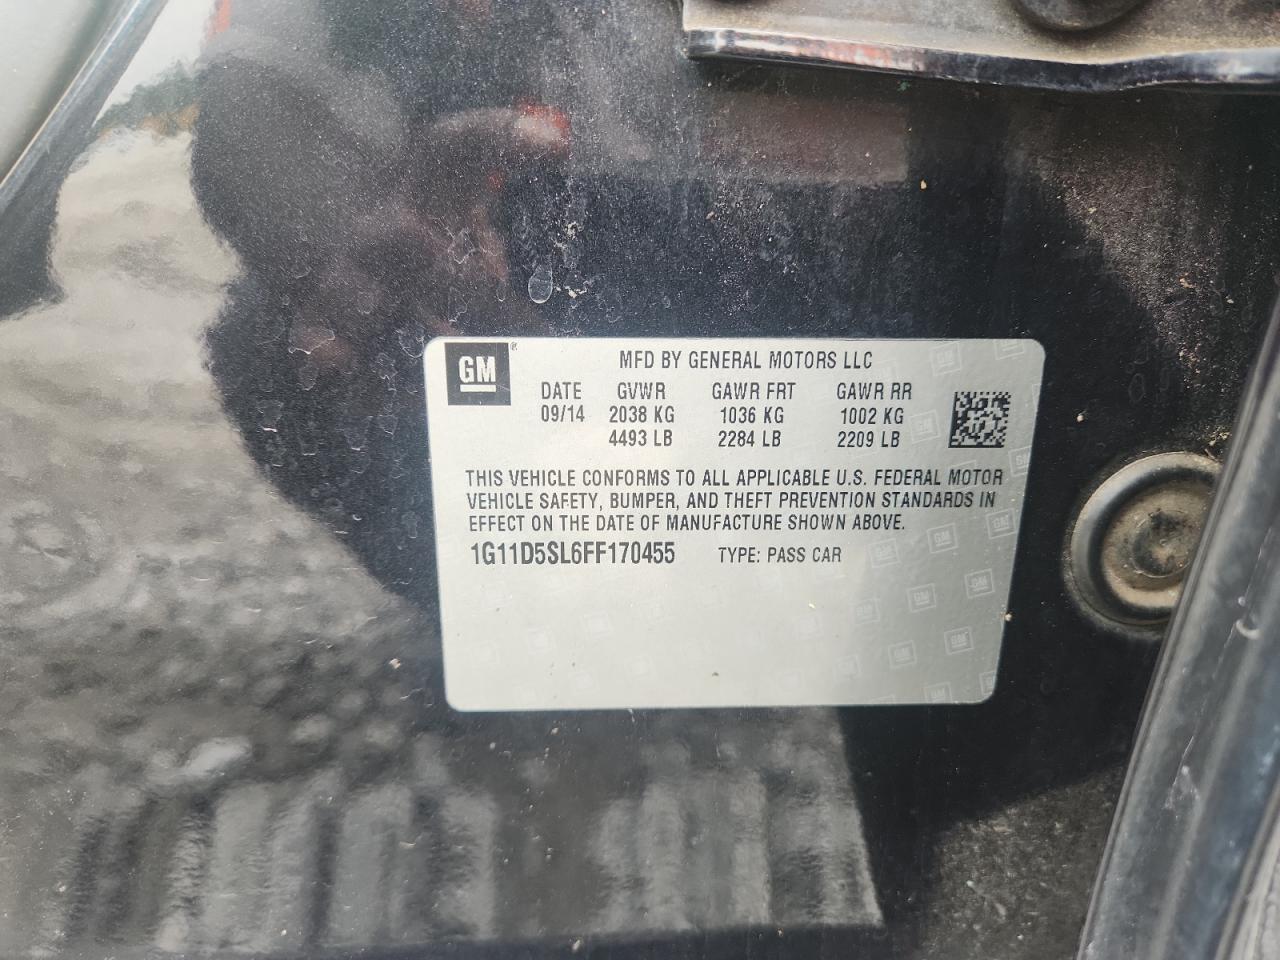 GM
MFD BY GENERAL MOTORS LLC
DATE GVWR GAWR FRT GAWR RR
09/14 2038 KG 1036 KG 1002 KG
4493 LB 2284 LB 2209 LB
THIS VEHICLE CONFORMS TO ALL APPLICABLE U.S. FEDERAL MOTOR
VEHICLE SAFETY, BUMPER, AND THEFT PREVENTION STANDARDS IN
EFFECT ON THE DATE OF MANUFACTURE SHOWN ABOVE.
1G11D5SL6FF170455 TYPE: PASS CAR